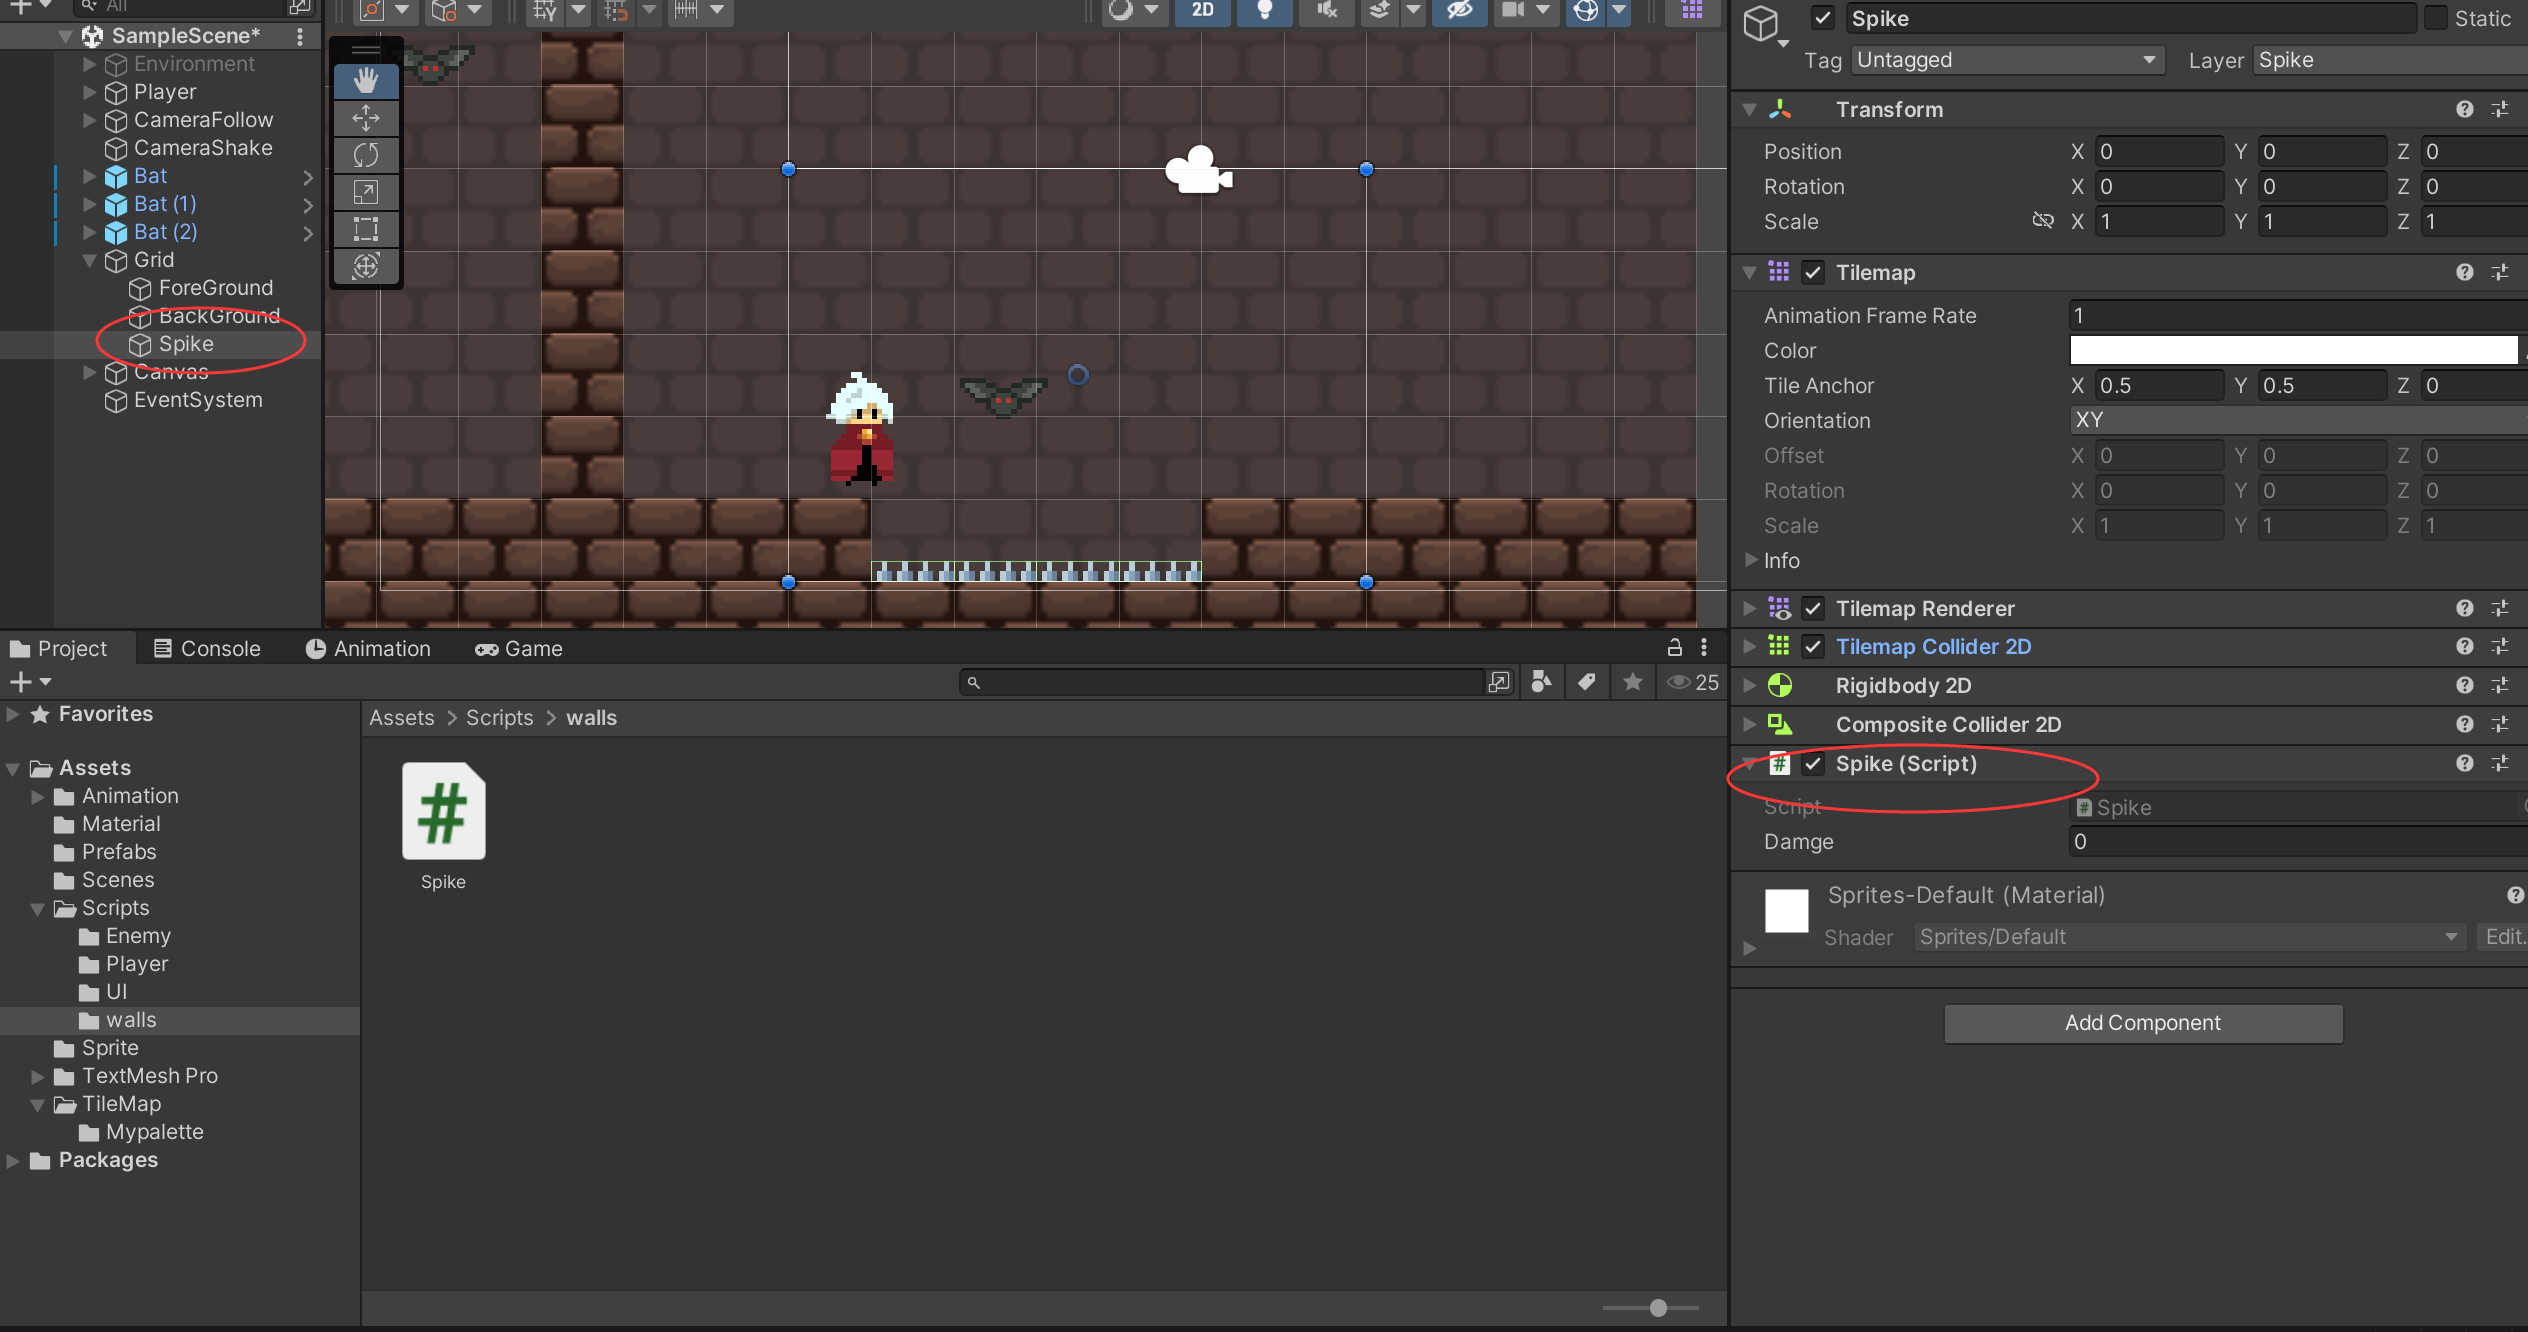 All
SampleScene*
Environment
Player
CameraFollow
CameraShake
Bat
Bat (1)
Bat (2)
Grid
ForeGround
BackGround
Spike
Canvas
EventSystem
2D
Spike
Static
Tag Untagged Layer Spike
Transform
Position X 0 Y 0 Z 0
Rotation X 0 Y 0 Z 0
Scale X 1 Y 1 Z 1
Tilemap
Animation Frame Rate 1
Color
Tile Anchor X 0.5 Y 0.5 Z 0
Orientation XY
Offset X 0 Y 0 Z 0
Rotation X 0 Y 0 Z 0
Scale X 1 Y 1 Z 1
Info
Tilemap Renderer
Tilemap Collider 2D
Rigidbody 2D
Composite Collider 2D
# Spike (Script)
Script # Spike
Damge 0
Sprites-Default (Material)
Shader Sprites/Default Edit.
Add Component
Project Console Animation Game
25
Favorites
Assets
Animation
Material
Prefabs
Scenes
Scripts
Enemy
Player
UI
walls
Sprite
TextMesh Pro
TileMap
Mypalette
Packages
Assets > Scripts > walls
#
Spike